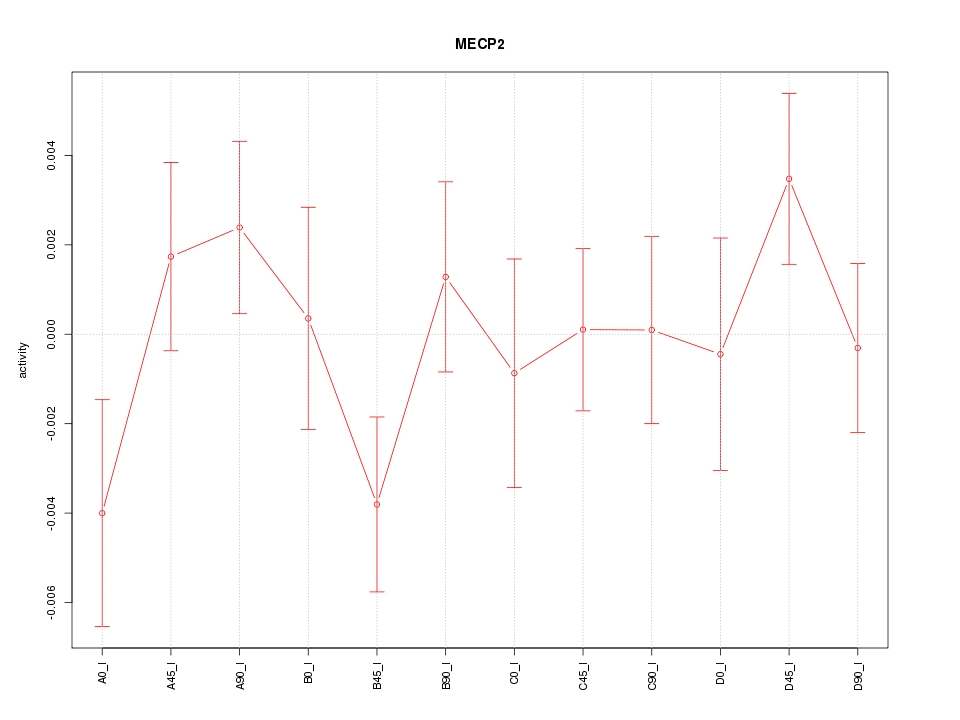 MECP2
activity
0.004
0.002
0.000
-0.002
-0.004
-0.006
A0_I
A45_I
A90_I
B0_I
B45_I
B90_I
C0_I
C45_I
C90_I
D0_I
D45_I
D90_I